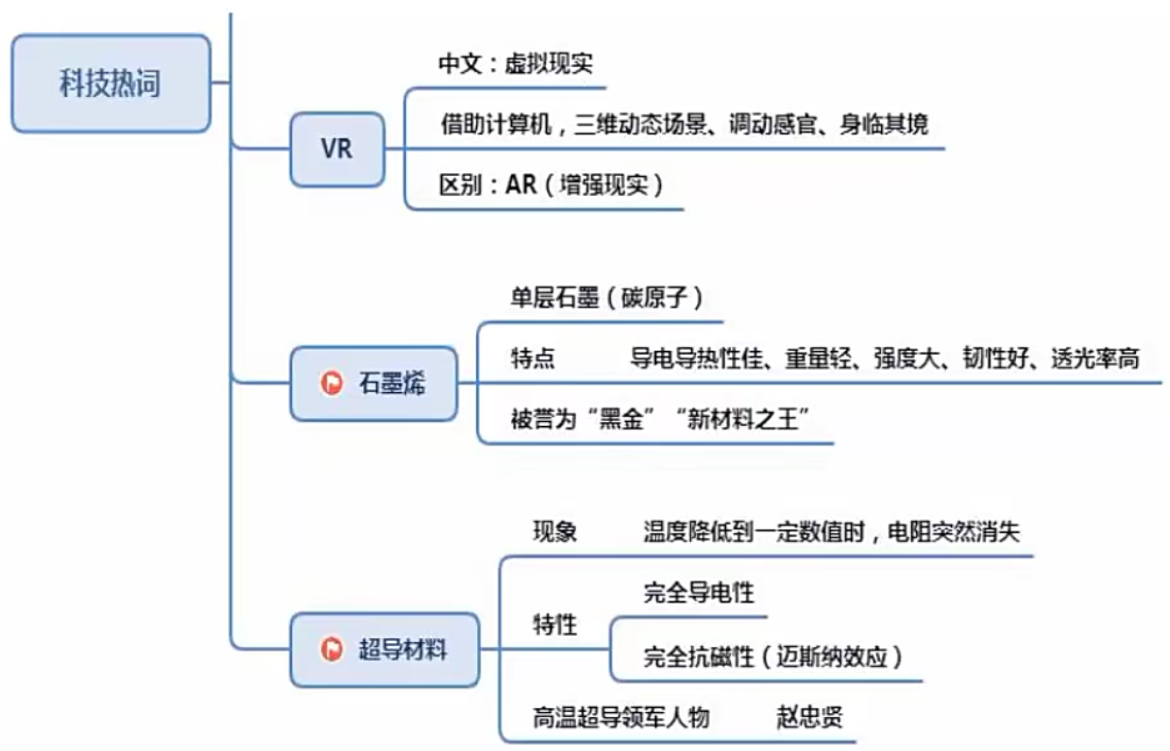 科技热词
VR
中文：虚拟现实
借助计算机，三维动态场景、调动感官、身临其境
区别：AR（增强现实）
石墨烯
单层石墨（碳原子）
特点 导电导热性佳、重量轻、强度大、韧性好、透光率高
被誉为“黑金”“新材料之王”
超导材料
现象 温度降低到一定数值时，电阻突然消失
特性
完全导电性
完全抗磁性（迈斯纳效应）
高温超导领军人物 赵忠贤